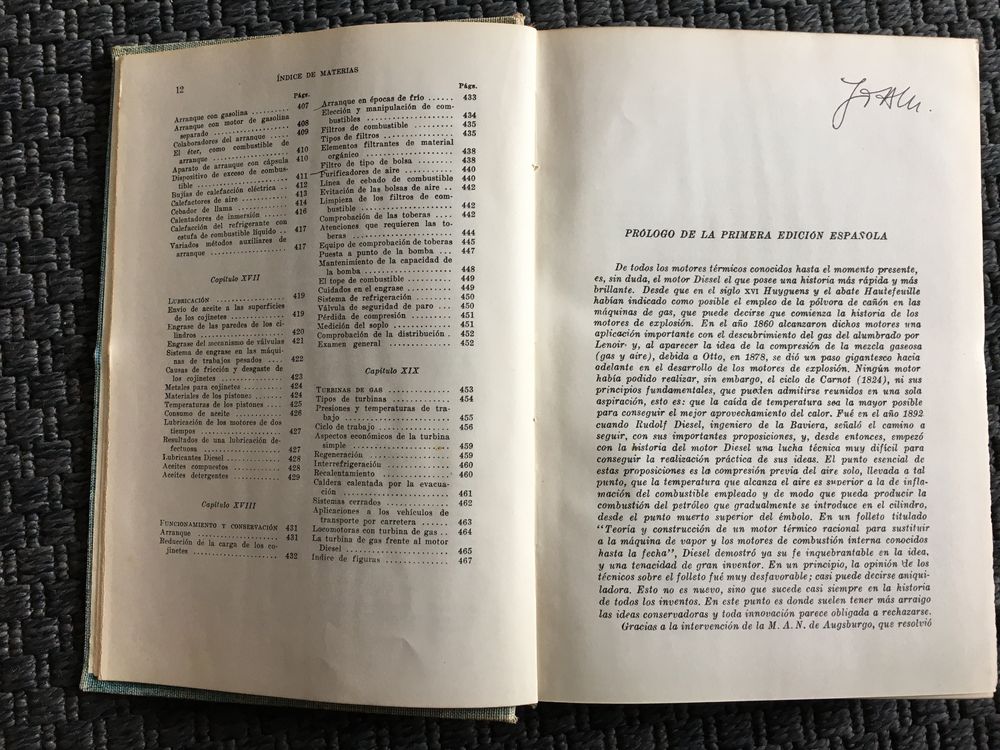 12
ÍNDICE DE MATERIAS
Págs.
Arranque con gasolina ........ 407
Arranque con motor de gasolina
separado .................... 408
Colaboradores del arranque .... 409
El éter, como combustible de
arranque .................... 410
Aparato de arranque con cápsula 410
Dispositivo de exceso de combus-
tible ....................... 411
Bujías de calefacción eléctrica .. 412
Calefactores de aire ............ 413
Cebador de llama .............. 414
Calentadores de inmersión ..... 416
Calefacción del refrigerante con
estufa de combustible líquido .. 417
Variados métodos auxiliares de
arranque .................... 417
Capítulo XVII
LUBRICACIÓN ................ 419
Envío de aceite a las superficies
de los cojinetes .............. 419
Engrase de las paredes de los ci-
lindros ...................... 420
Engrase del mecanismo de válvulas 421
Sistema de engrase en las máqui-
nas de trabajos pesados ...... 422
Causas de fricción y desgaste de
los cojinetes ................ 423
Metales para cojinetes .......... 424
Materiales de los pistones ...... 424
Temperaturas de los pistones .... 425
Consumo de aceite ............ 426
Lubricación de los motores de dos
tiempos ..................... 427
Resultados de una lubricación de-
fectuosa .................... 427
Lubricantes Diesel ............ 428
Aceites compuestos ............ 428
Aceites detergentes ............ 429
Capítulo XVIII
FUNCIONAMIENTO Y CONSERVACIÓN 431
Arranque .................... 431
Reducción de la carga de los co-
jinetes ...................... 432
Págs.
Arranque en épocas de frío ...... 433
Elección y manipulación de com-
bustibles .................... 434
Filtros de combustible .......... 435
Tipos de filtros ................ 435
Elementos filtrantes de material
orgánico .................... 438
Filtro de tipo de bolsa .......... 438
Purificadores de aire .......... 440
Línea de cebado de combustible 440
Evitación de las bolsas de aire .. 442
Limpieza de los filtros de com-
bustible .................... 442
Comprobación de las toberas .... 442
Atenciones que requieren las to-
beras ....................... 444
Equipo de comprobación de toberas 445
Puesta a punto de la bomba .... 447
Mantenimiento de la capacidad de
la bomba .................... 448
El tope de combustible ........ 449
Cuidados en el engrase ........ 449
Sistema de refrigeración ........ 450
Válvula de seguridad de paro .... 450
Pérdida de compresión ........ 451
Medición del soplo ............ 451
Comprobación de la distribución . 452
Examen general .............. 452
Capítulo XIX
TURBINAS DE GAS ............ 453
Tipos de turbinas .............. 454
Presiones y temperaturas de tra-
bajo ........................ 455
Ciclo de trabajo .............. 456
Aspectos económicos de la turbina
simple ...................... 459
Regeneración ................ 459
Interrefrigeración .............. 460
Recalentamiento .............. 460
Caldera calentada por la evacua-
ción ........................ 461
Sistemas cerrados .............. 462
Aplicaciones a los vehículos de
transporte por carretera ...... 463
Locomotoras con turbina de gas .. 464
La turbina de gas frente al motor
Diesel ...................... 465
Índice de figuras .............. 467
PRÓLOGO DE LA PRIMERA EDICIÓN ESPAÑOLA
De todos los motores térmicos conocidos hasta el momento presente,
es, sin duda, el motor Diesel el que posee una historia más rápida y más
brillante. Desde que en el siglo XVI Huyguens y el abate Hautefeuille
habían indicado como posible el empleo de la pólvora de cañón en las
máquinas de gas, que puede decirse que comienza la historia de los
motores de explosión. En el año 1860 alcanzaron dichos motores una
aplicación importante con el descubrimiento del gas del alumbrado por
Lenoir y, al aparecer la idea de la compresión de la mezcla gaseosa
(gas y aire), debida a Otto, en 1878, se dió un paso gigantesco hacia
adelante en el desarrollo de los motores de explosión. Ningún motor
había podido realizar, sin embargo, el ciclo de Carnot (1824), ni sus
principios fundamentales, que pueden admitirse reunidos en una sola
aspiración, esto es: que la caída de temperatura sea la mayor posible
para conseguir el mejor aprovechamiento del calor. Fué en el año 1892
cuando Rudolf Diesel, ingeniero de la Baviera, señaló el camino a
seguir, con sus importantes proposiciones, y, desde entonces, empezó
con la historia del motor Diesel una lucha técnica muy difícil para
conseguir la realización práctica de sus ideas. El punto esencial de
estas proposiciones es la compresión previa del aire solo, llevada a tal
punto, que la temperatura que alcanza el aire es superior a la de infla-
mación del combustible empleado y de modo que pueda producir la
combustión del petróleo que gradualmente se introduce en el cilindro,
desde el punto muerto superior del émbolo. En un folleto titulado
"Teoría y construcción de un motor térmico racional para sustituir
a la máquina de vapor y los motores de combustión interna conocidos
hasta la fecha", Diesel demostró ya su fe inquebrantable en la idea,
y una tenacidad de gran inventor. En un principio, la opinión de los
técnicos sobre el folleto fué muy desfavorable; casi puede decirse aniqui-
ladora. Esto no es nuevo, sino que sucede casi siempre en la historia
de todos los inventos. En este punto es donde suelen tener más arraigo
las ideas conservadoras y toda innovación parece obligada a rechazarse.
Gracias a la intervención de la M. A. N. de Augsburgo, que resolvió